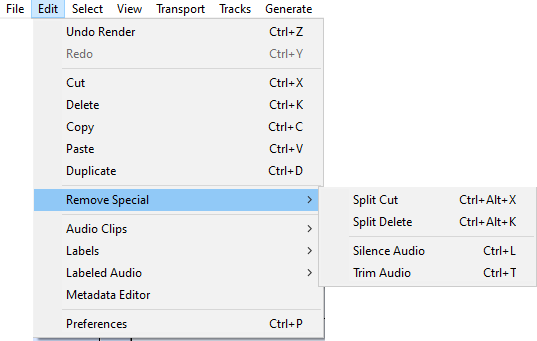 File Edit Select View Transport Tracks Generate
Undo Render Ctrl+Z
Redo Ctrl+Y
Cut Ctrl+X
Delete Ctrl+K
Copy Ctrl+C
Paste Ctrl+V
Duplicate Ctrl+D
Remove Special >
Split Cut Ctrl+Alt+X
Split Delete Ctrl+Alt+K
Silence Audio Ctrl+L
Trim Audio Ctrl+T
Audio Clips >
Labels >
Labeled Audio >
Metadata Editor
Preferences Ctrl+P